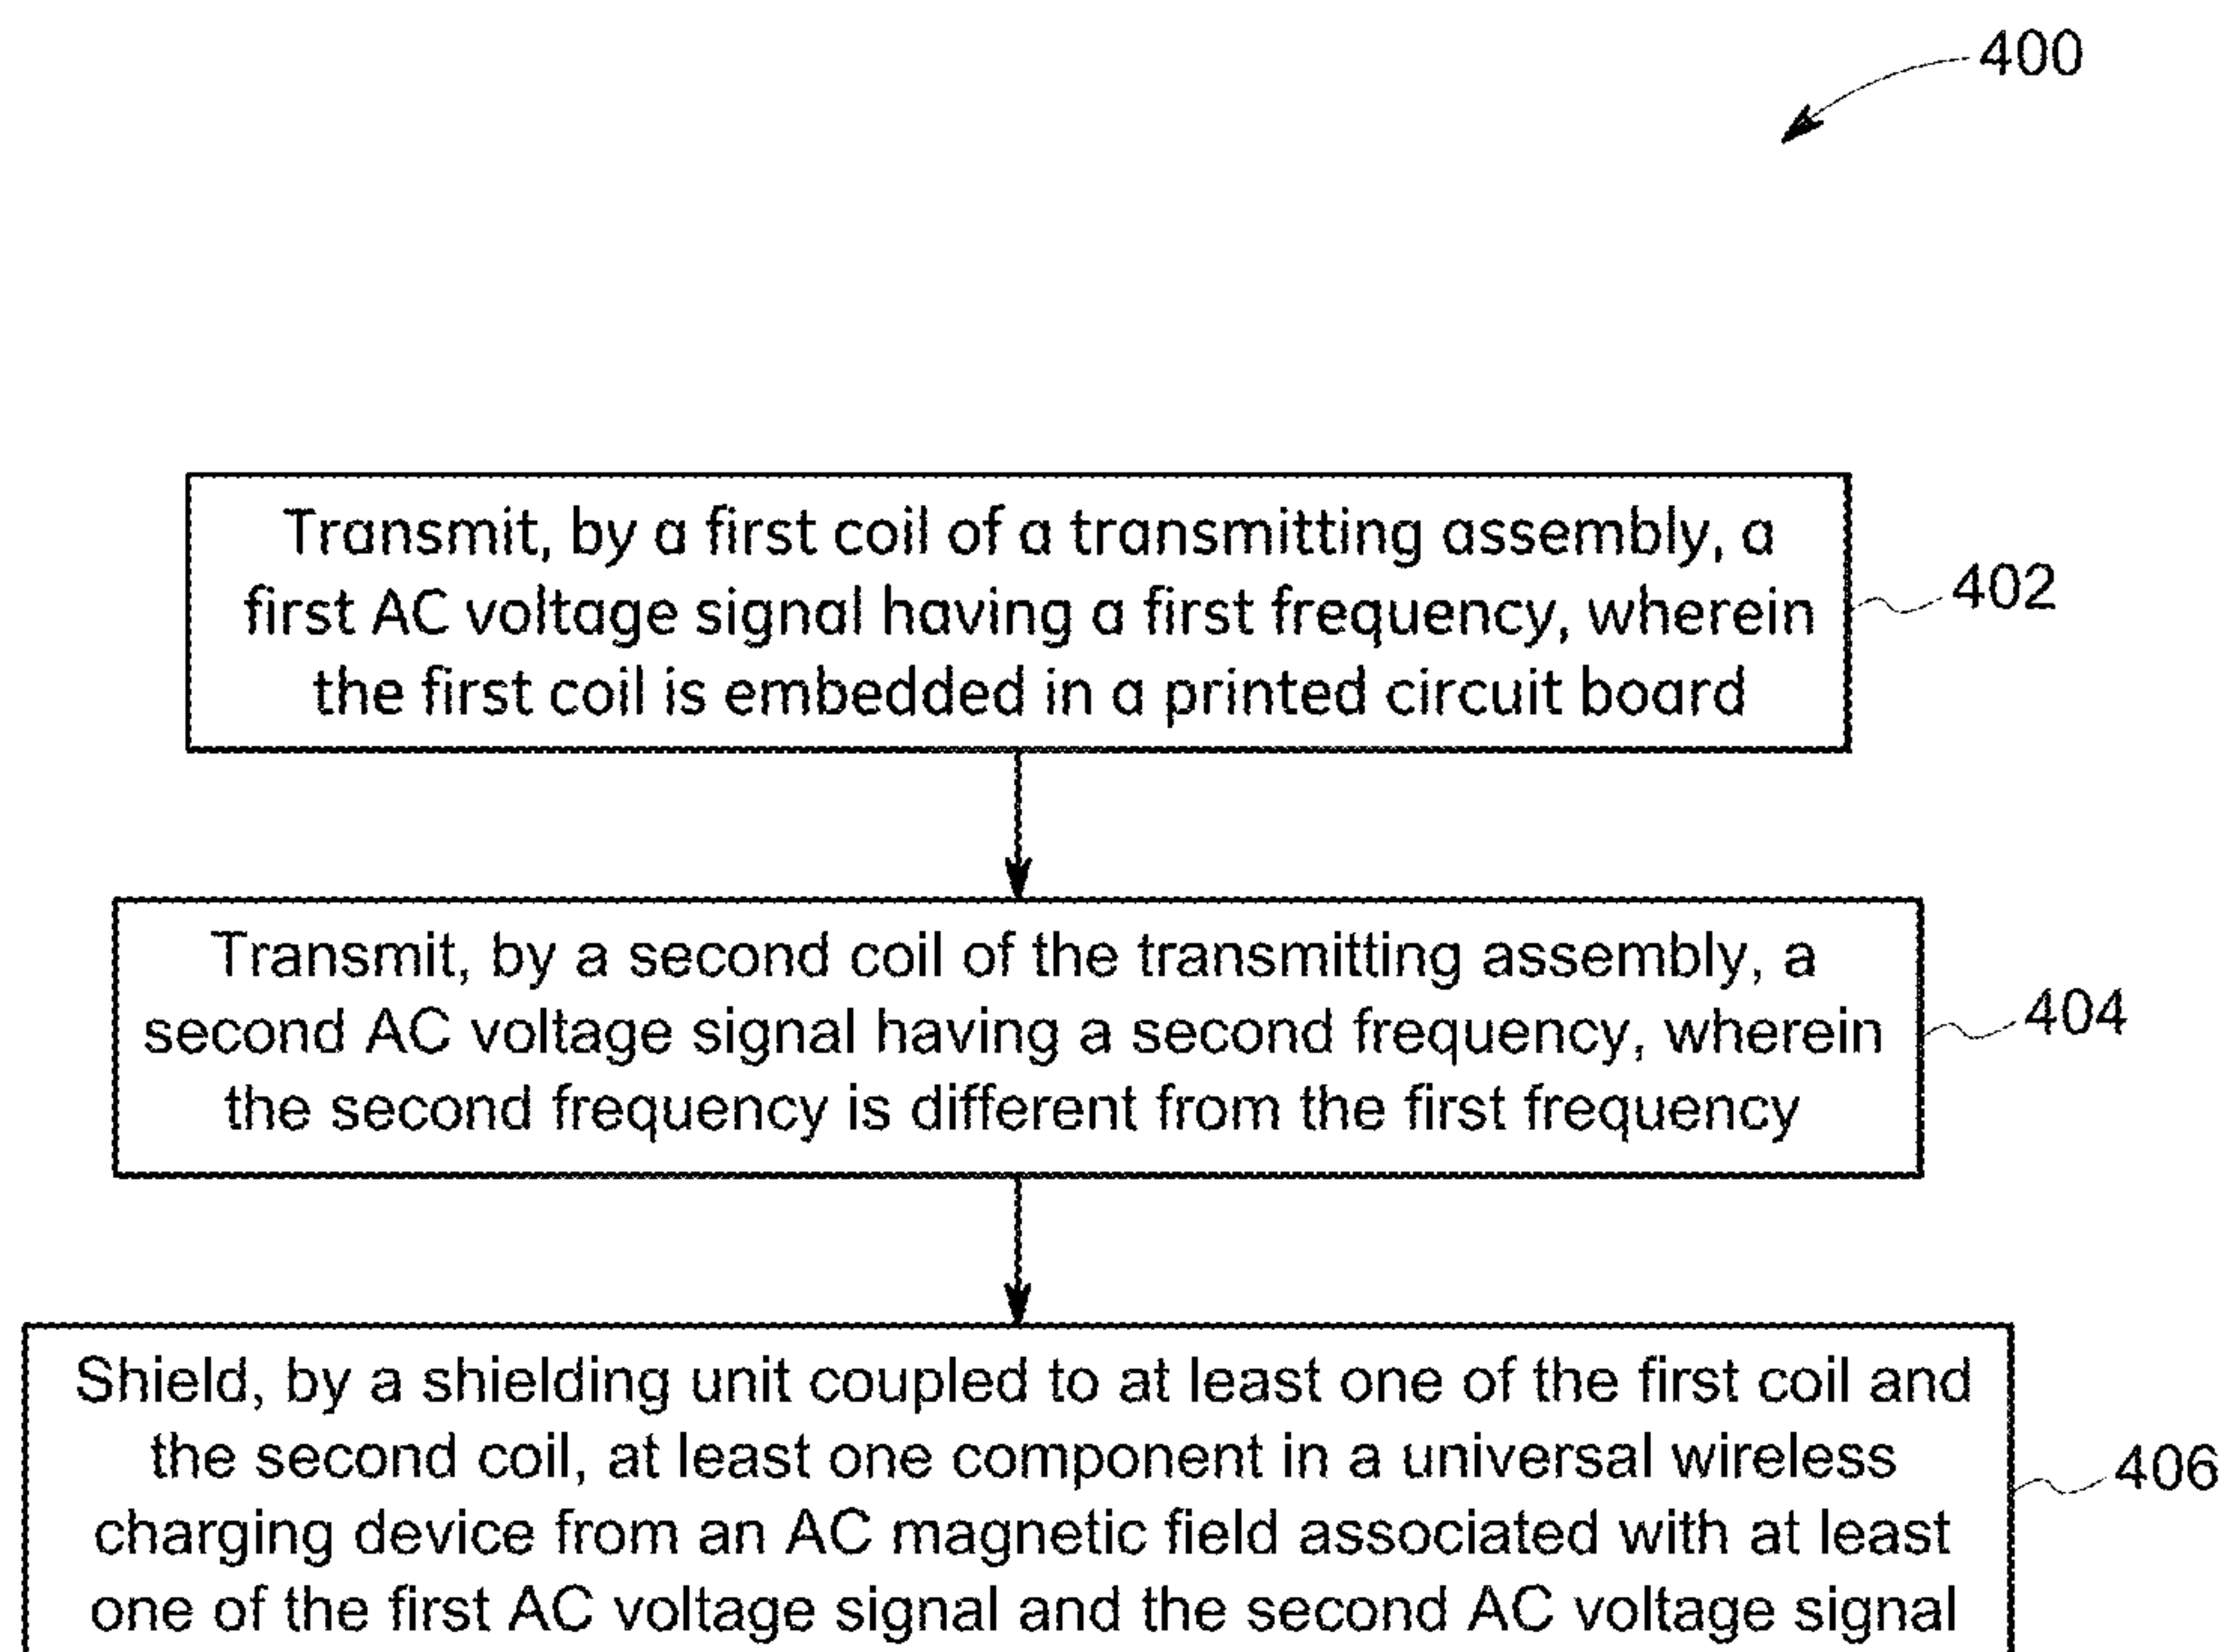 400
Transmit, by a first coil of a transmitting assembly, a
first AC voltage signal having a first frequency, wherein
the first coil is embedded in a printed circuit board
402
Transmit, by a second coil of the transmitting assembly, a
second AC voltage signal having a second frequency, wherein
the second frequency is different from the first frequency
404
Shield, by a shielding unit coupled to at least one of the first coil and
the second coil, at least one component in a universal wireless
charging device from an AC magnetic field associated with at least
one of the first AC voltage signal and the second AC voltage signal
406